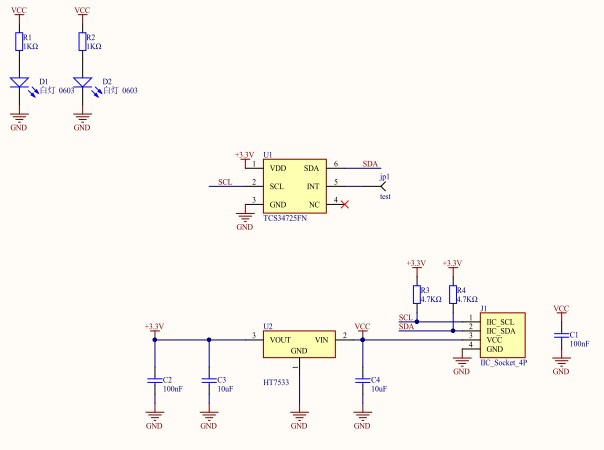 VCC VCC
R1 R2
1KΩ 1KΩ
D1 D2
白灯 0603 白灯 0603
GND GND
+3.3V U1
1 VDD SDA 6 SDA
jp1
SCL 2 SCL INT 5
test
3 GND NC 4
GND TCS34725FN
+3.3V +3.3V
R3 R4
4.7KΩ 4.7KΩ
J1
VCC
SCL 1 IIC_SCL
SDA 2 IIC_SDA
3 VCC
4 GND
C1
100nF
GND IIC_Socket_4P GND
+3.3V U2 VCC
3 VOUT VIN 2
GND
1
HT7533
C2 C3 C4
100nF 10uF 10uF
GND GND GND GND